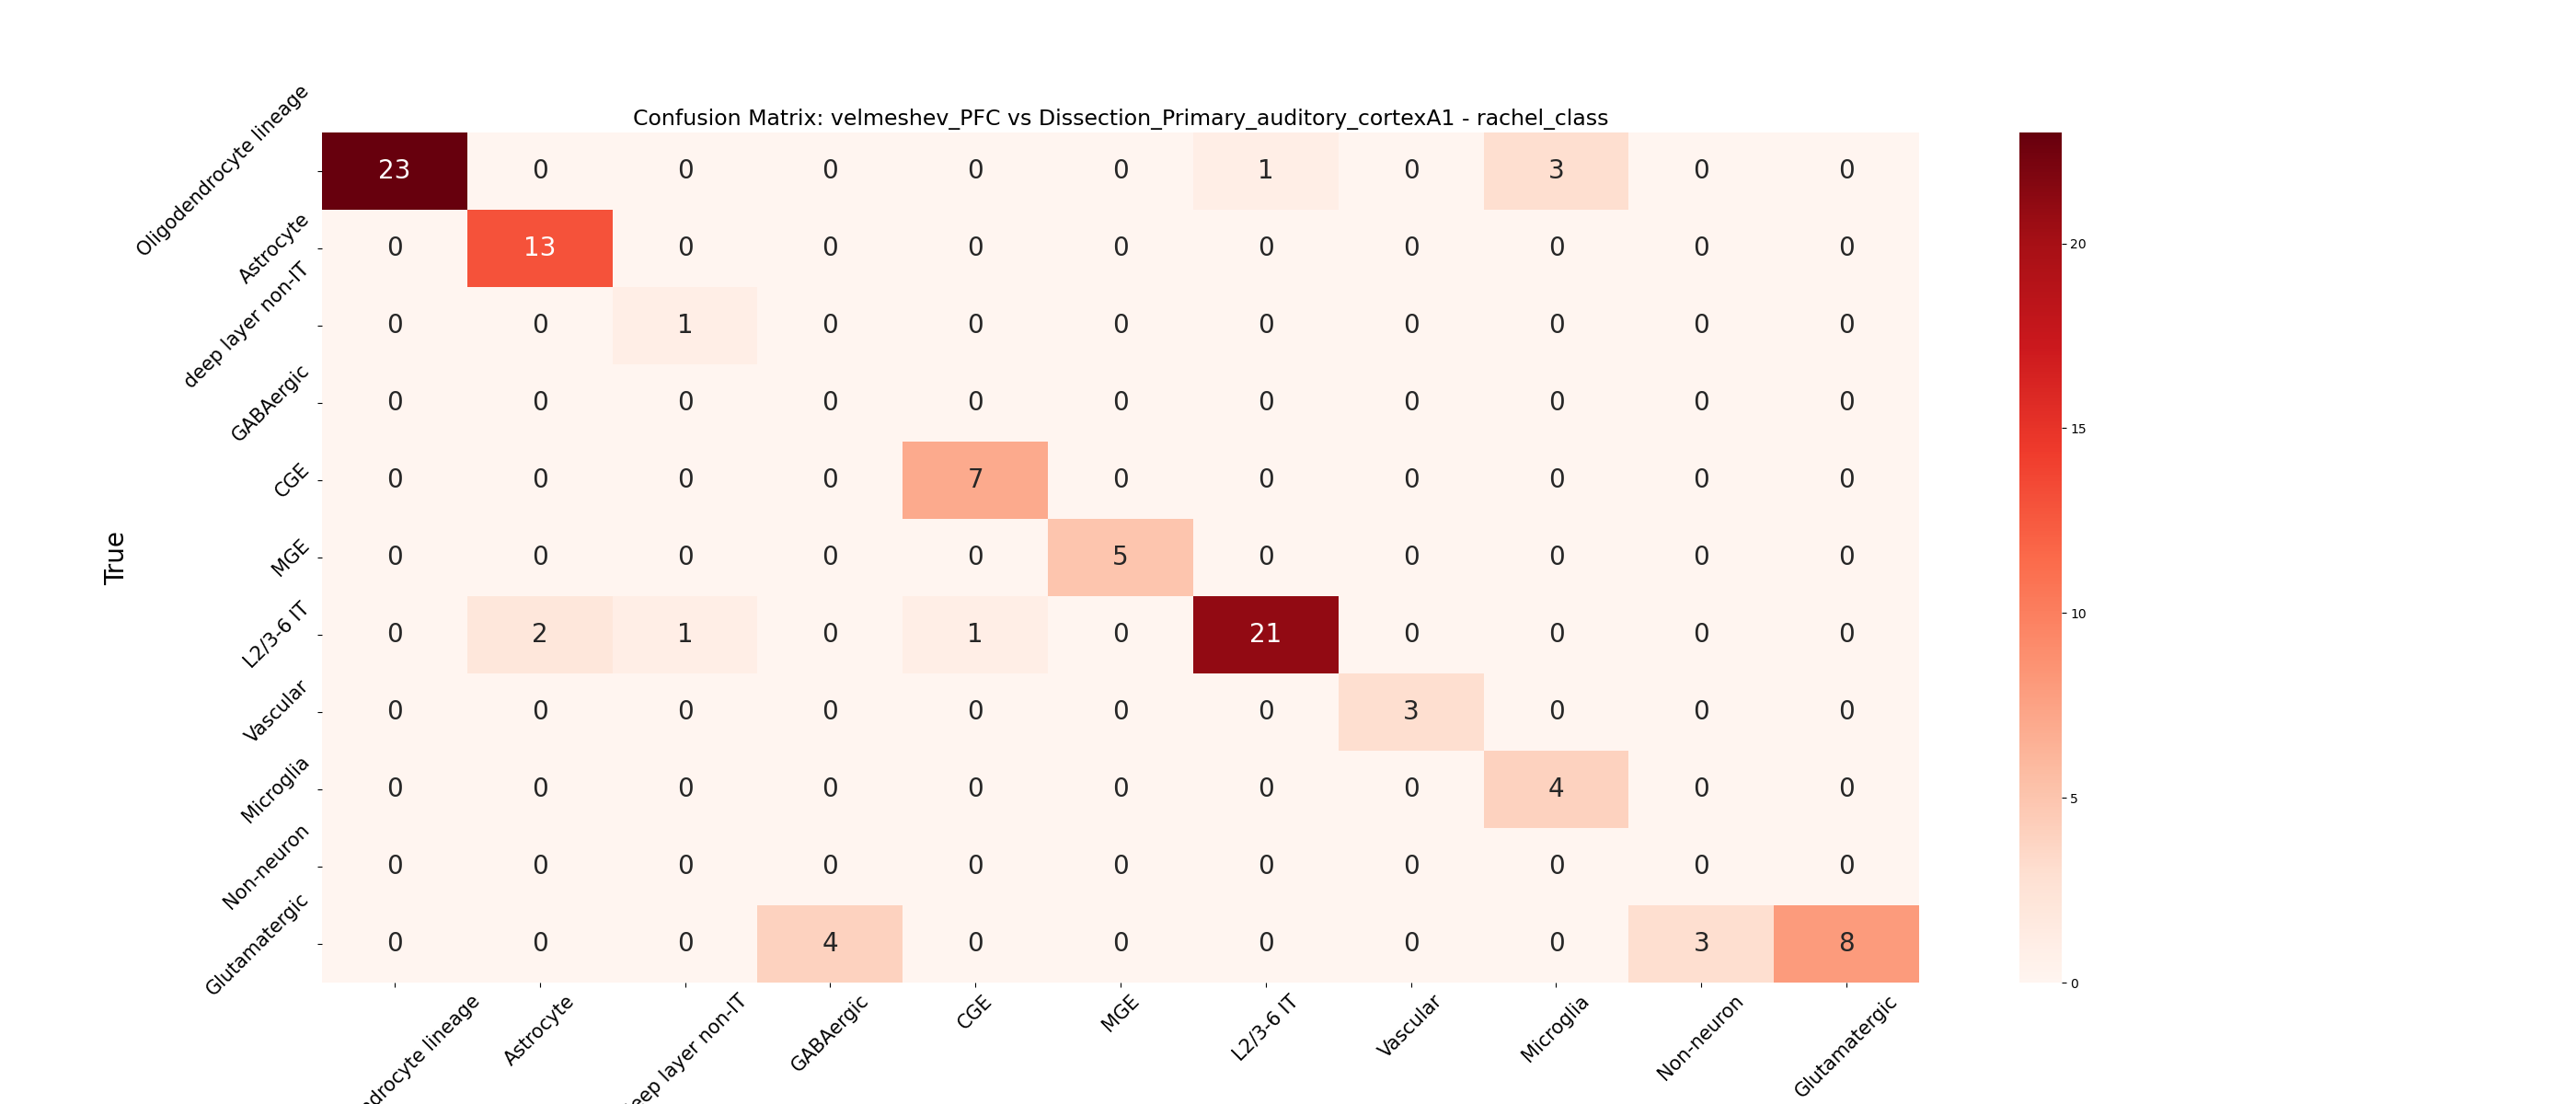 Confusion Matrix: velmeshev_PFC vs Dissection_Primary_auditory_cortexA1 - rachel_class
Oligodendrocyte lineage 23 0 0 0 0 0 1 0 3 0 0
Astrocyte 0 13 0 0 0 0 0 0 0 0 0
deep layer non-IT 0 0 1 0 0 0 0 0 0 0 0
GABAergic 0 0 0 0 0 0 0 0 0 0 0
CGE 0 0 0 0 7 0 0 0 0 0 0
MGE 0 0 0 0 0 5 0 0 0 0 0
L2/3-6 IT 0 2 1 0 1 0 21 0 0 0 0
Vascular 0 0 0 0 0 0 0 3 0 0 0
Microglia 0 0 0 0 0 0 0 0 4 0 0
Non-neuron 0 0 0 0 0 0 0 0 0 0 0
Glutamatergic 0 0 0 4 0 0 0 0 0 3 8
True
lineage Astrocyte layer non-IT GABAergic CGE MGE L2/3-6 IT Vascular Microglia Non-neuron Glutamatergic
20
15
10
5
0